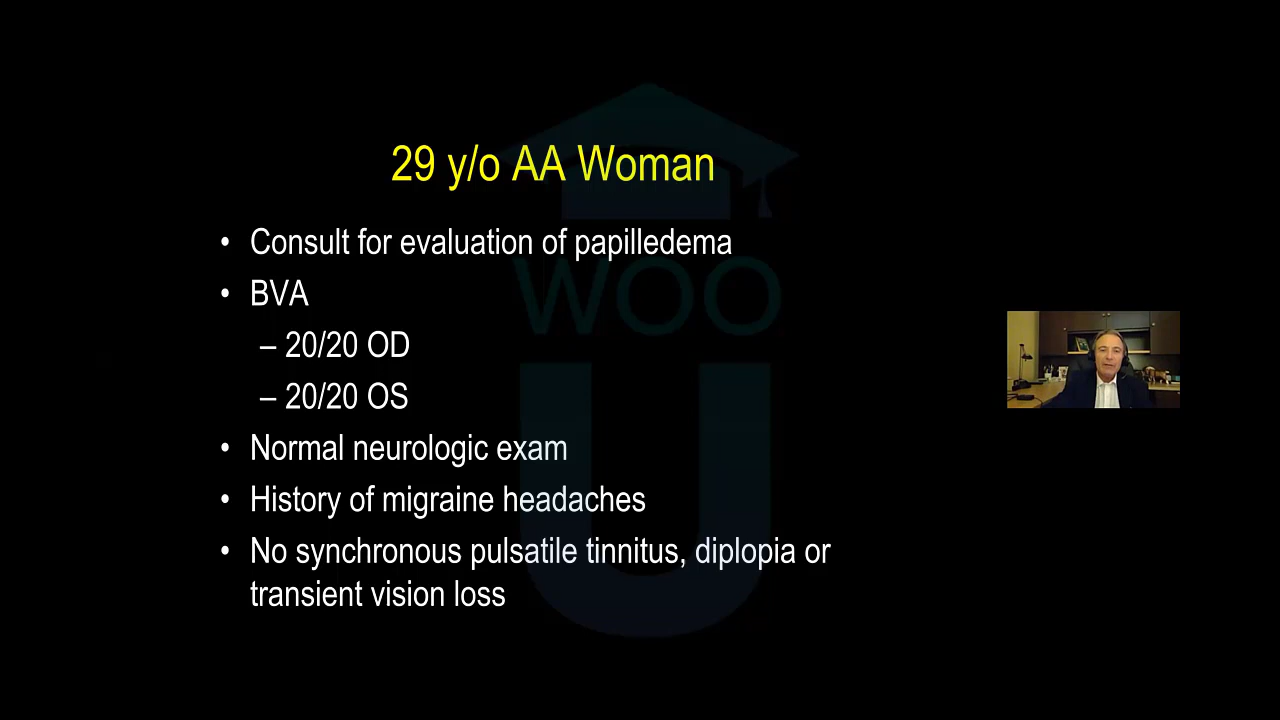 29 y/o AA Woman
• Consult for evaluation of papilledema
• BVA
– 20/20 OD
– 20/20 OS
• Normal neurologic exam
• History of migraine headaches
• No synchronous pulsatile tinnitus, diplopia or
transient vision loss
WOO
U